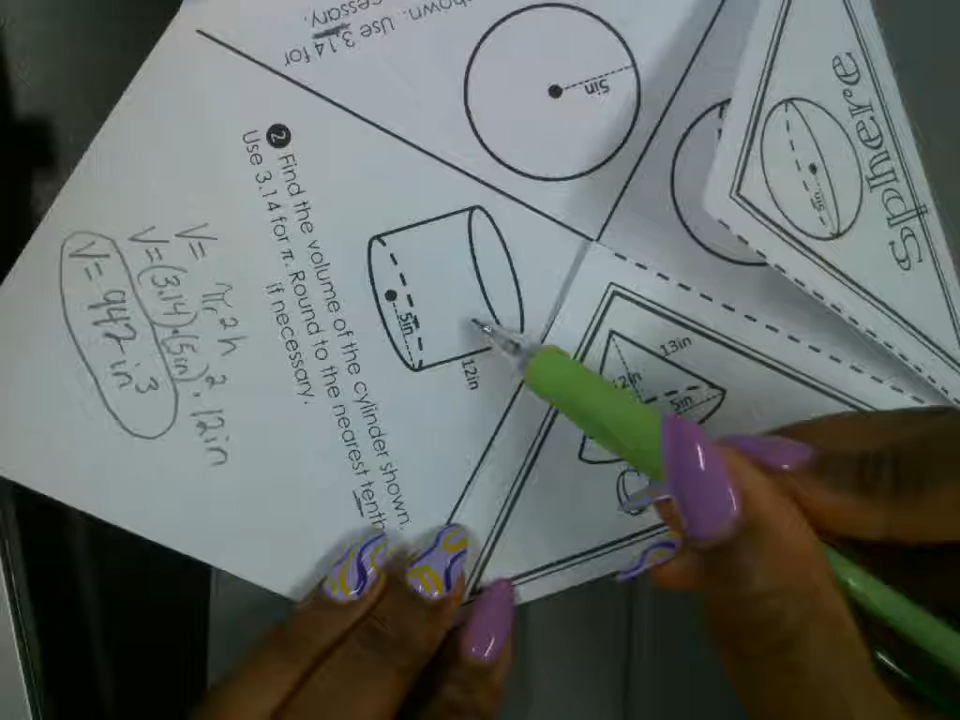 2 Find the volume of the cylinder shown.
Use 3.14 for π. Round to the nearest tenth
if necessary.
5in
12in
V= πr²h
V=(3.14)·(5in)²·12in
V= 942 in³
shown. Use 3.14 for
5in
sphere
5in
13in
12in
5in